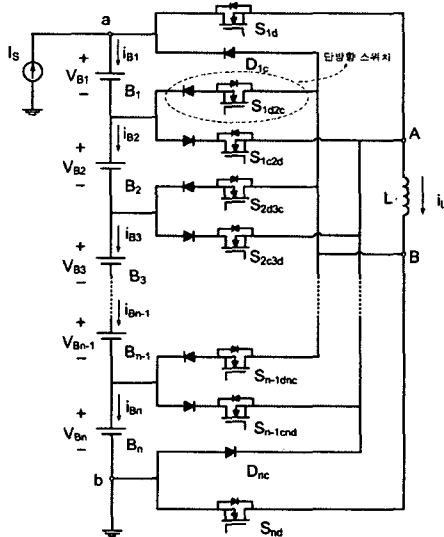 a
S1d
IS
iB1
D1c
단방향 스위치
VB1
B1
S1d2c
iB2
A
VB2
S1c2d
B2
L
iL
S2d3c
iB3
B
VB3
S2c3d
B3
iBn-1
VBn-1
Bn-1
Sn-1dnc
iBn
Sn-1cnd
VBn
Bn
b
Dnc
Snd